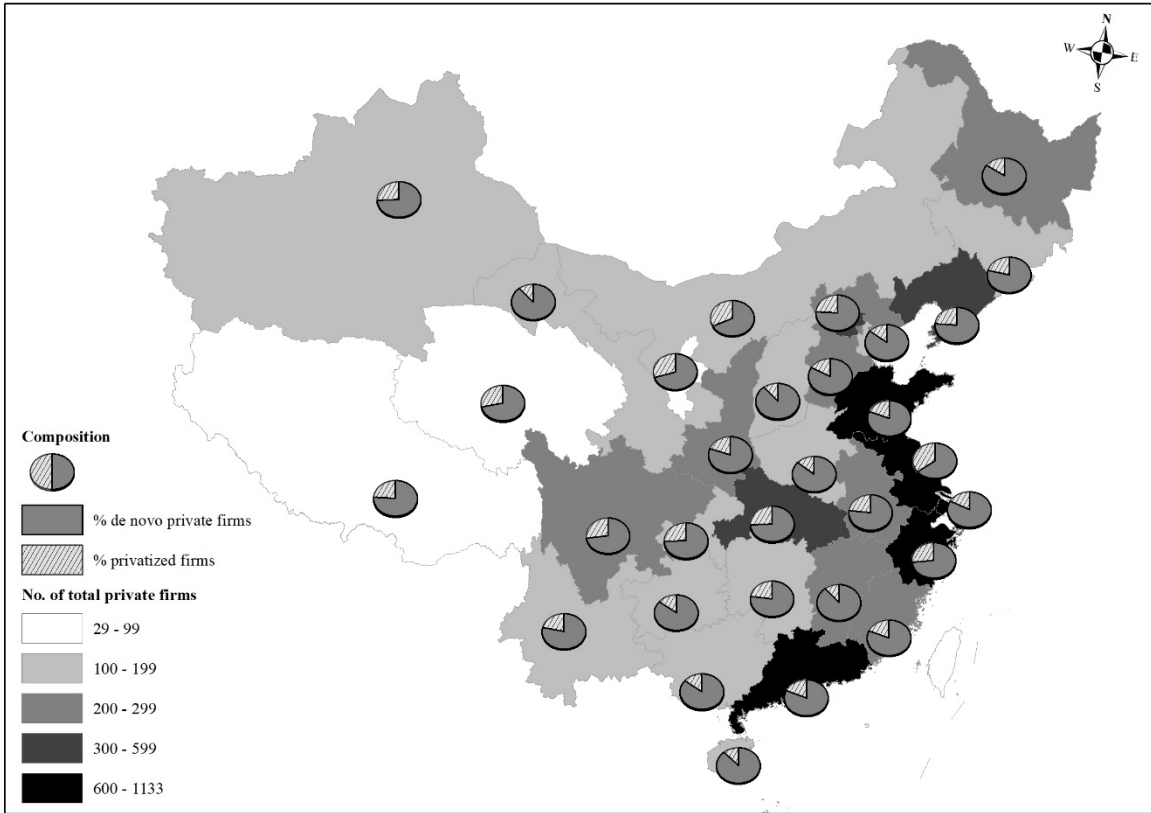 N
W
E
S
Composition
% de novo private firms
% privatized firms
No. of total private firms
29 - 99
100 - 199
200 - 299
300 - 599
600 - 1133